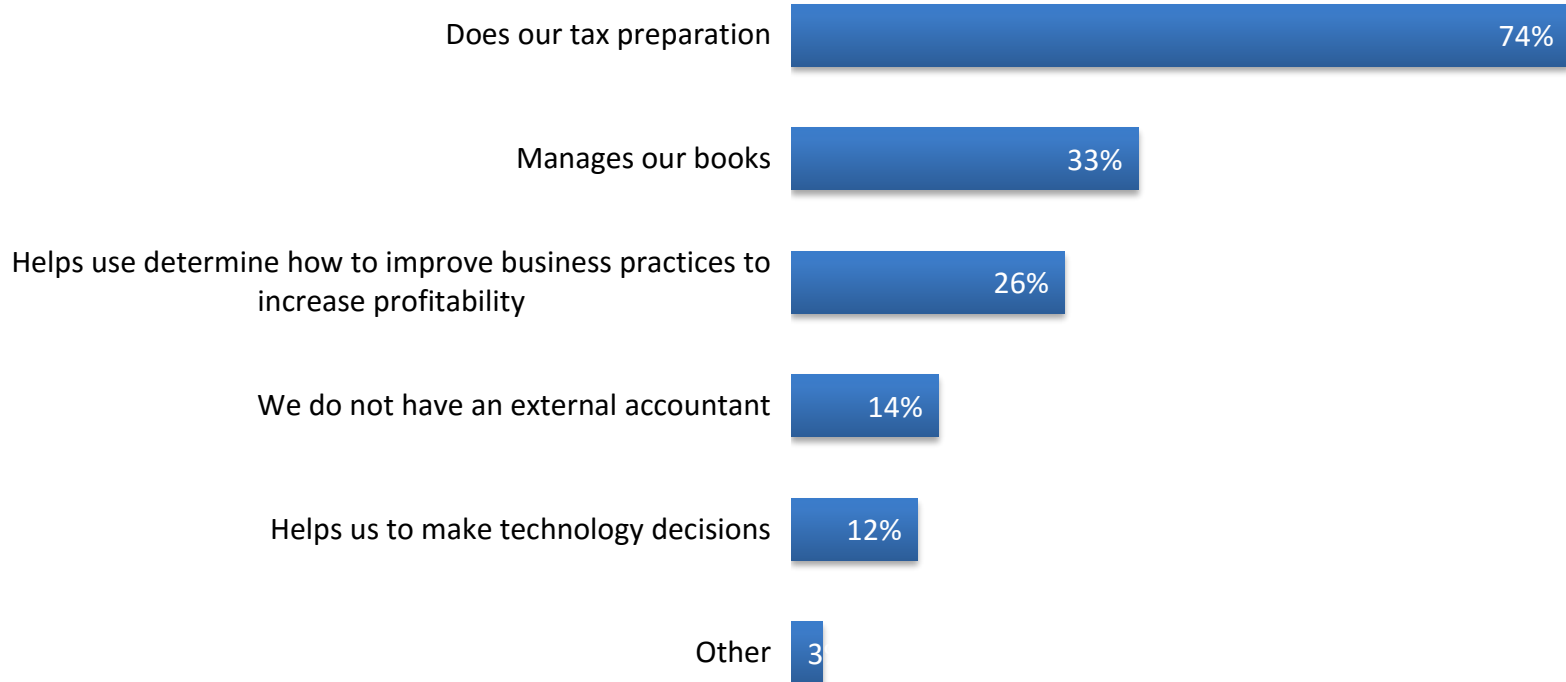 Does our tax preparation
74%
Manages our books
33%
Helps use determine how to improve business practices to
increase profitability
26%
We do not have an external accountant
14%
Helps us to make technology decisions
12%
Other
3